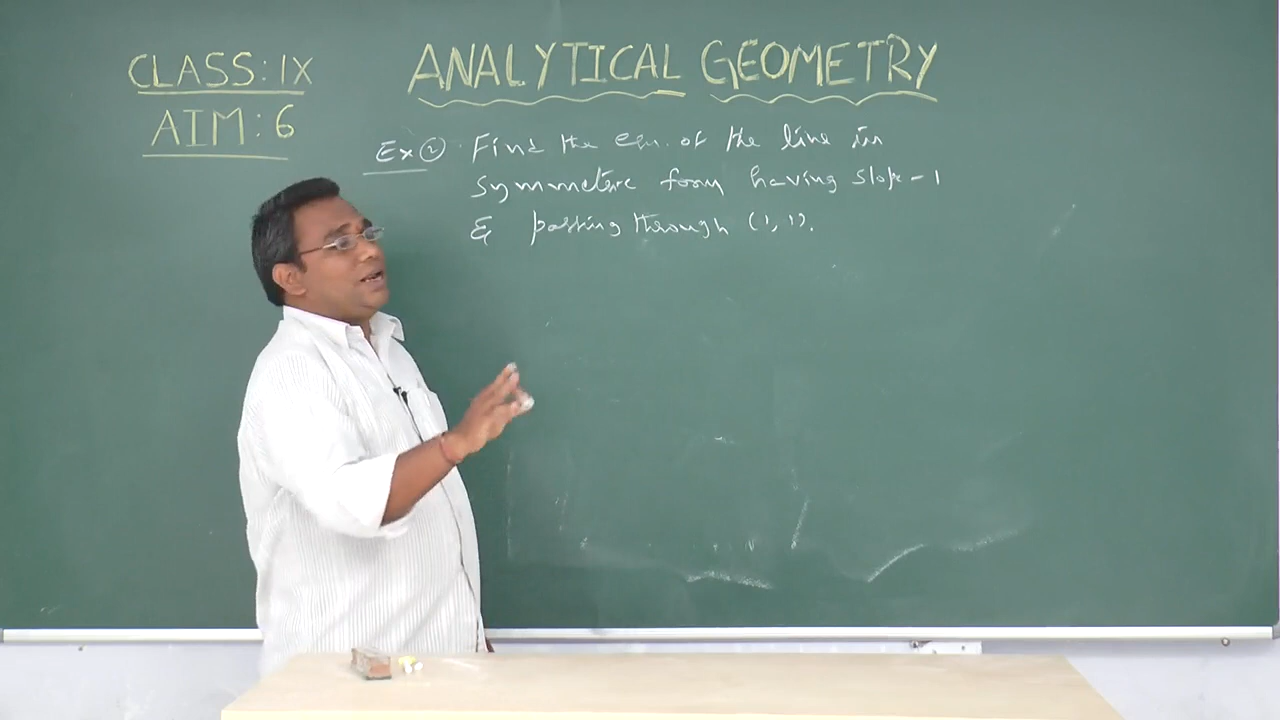 CLASS: IX
AIM: 6
ANALYTICAL GEOMETRY
Ex ② Find the eqn. of the line in
symmetric form having slope -1
& passing through (1, 1).